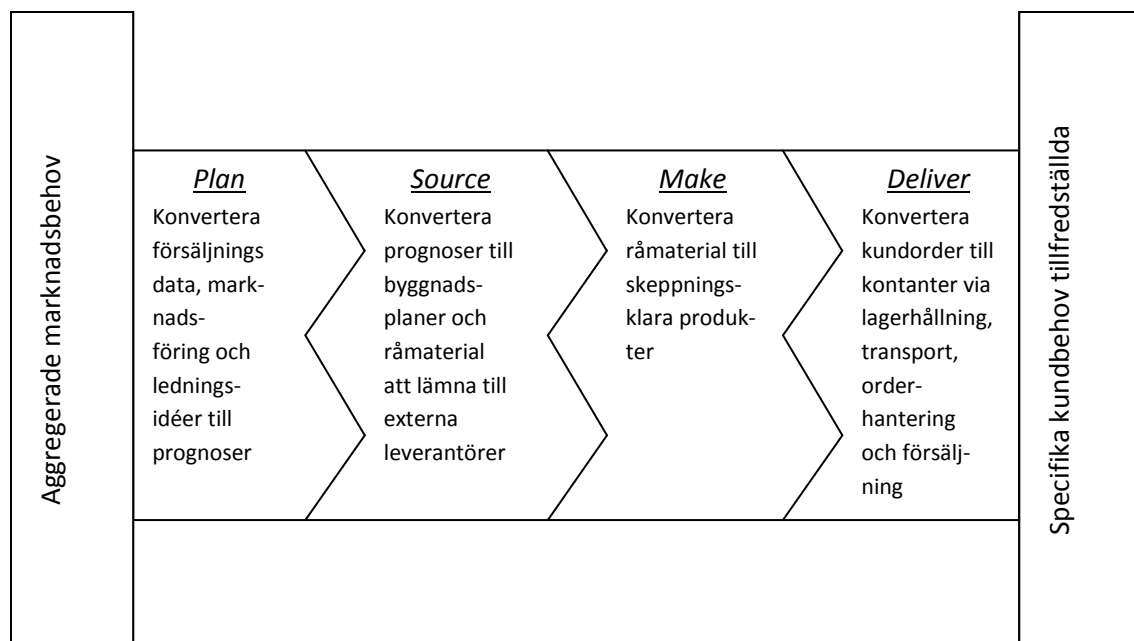 Aggregerade marknadsbehov
Plan
Konvertera
försäljnings
data, mark-
nads-
föring och
lednings-
idéer till
prognoser
Source
Konvertera
prognoser till
byggnads-
planer och
råmaterial
att lämna till
externa
leverantörer
Make
Konvertera
råmaterial till
skeppnings-
klara produk-
ter
Deliver
Konvertera
kundorder till
kontanter via
lagerhållning,
transport,
order-
hantering
och försälj-
ning
Specifika kundbehov tillfredställda